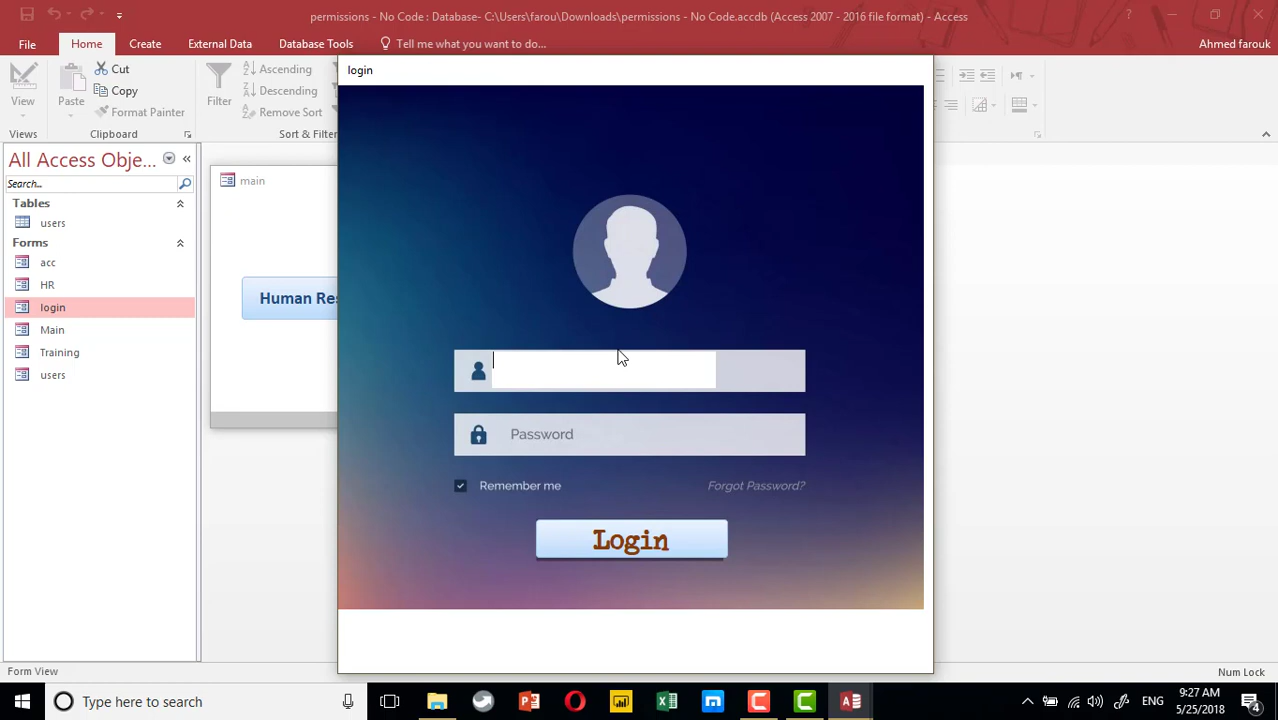 permissions - No Code : Database- C:\Users\farou\Downloads\permissions - No Code.accdb (Access 2007 - 2016 file format) - Access
File Home Create External Data Database Tools Tell me what you want to do... Ahmed farouk
View
Views
Paste
Cut
Copy
Format Painter
Clipboard
Filter
Ascending
Descending
Remove Sort
All Access Obje...
Search...
Tables
users
Forms
acc
HR
login
Main
Training
users
main
login
Password
Remember me
Forgot Password?
Login
Form View
Num Lock
Type here to search
ENG
9:27 AM
5/25/2018
4